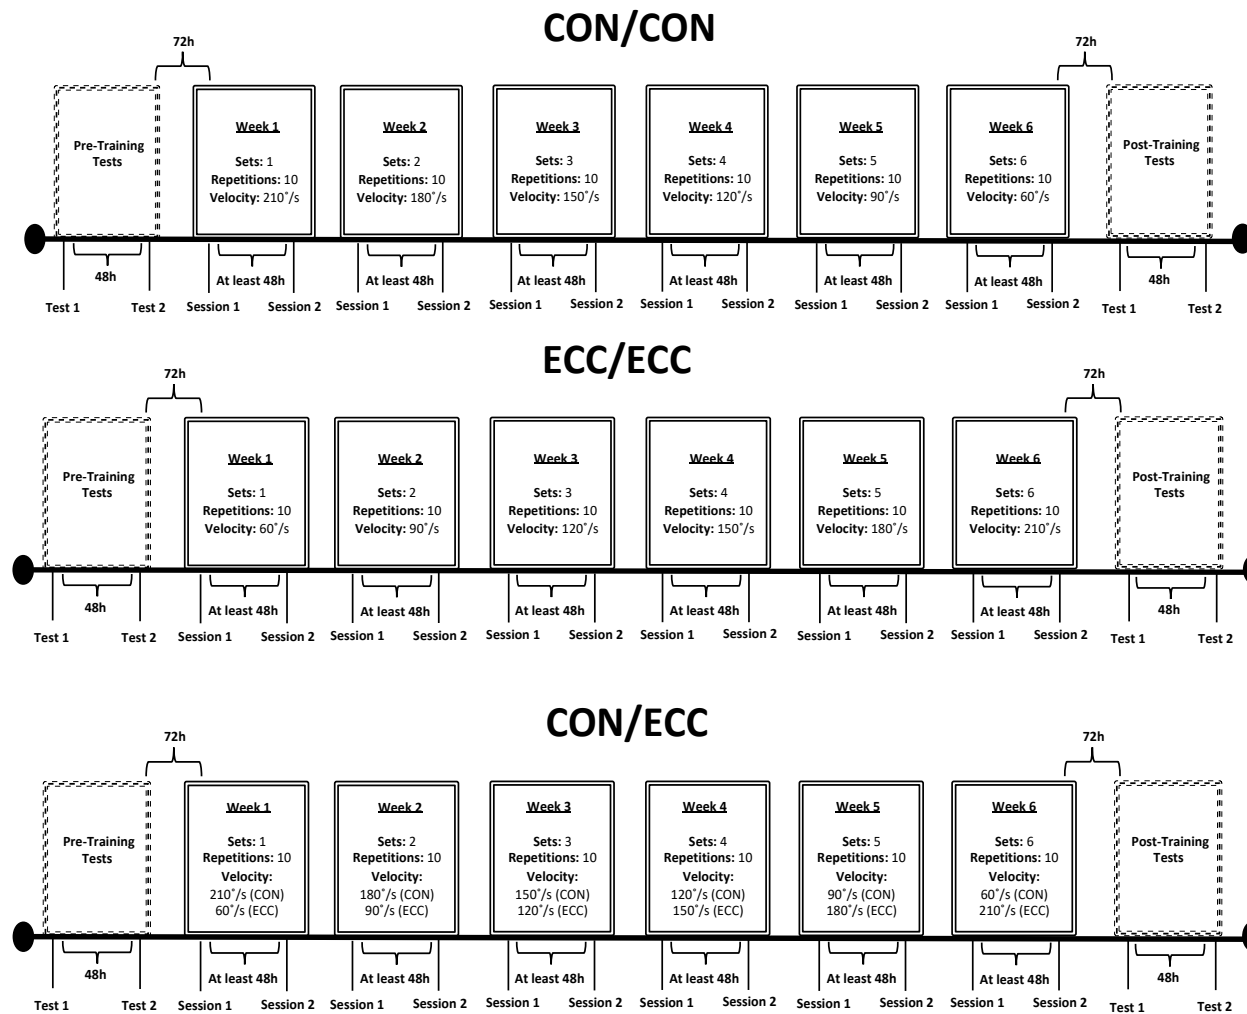 CON/CON
72h
72h
Pre-Training
Tests
Week 1
Sets: 1
Repetitions: 10
Velocity: 210˚/s
Week 2
Sets: 2
Repetitions: 10
Velocity: 180˚/s
Week 3
Sets: 3
Repetitions: 10
Velocity: 150˚/s
Week 4
Sets: 4
Repetitions: 10
Velocity: 120˚/s
Week 5
Sets: 5
Repetitions: 10
Velocity: 90˚/s
Week 6
Sets: 6
Repetitions: 10
Velocity: 60˚/s
Post-Training
Tests
48h
At least 48h
At least 48h
At least 48h
At least 48h
At least 48h
At least 48h
48h
Test 1
Test 2
Session 1
Session 2
Session 1
Session 2
Session 1
Session 2
Session 1
Session 2
Session 1
Session 2
Session 1
Session 2
Test 1
Test 2
ECC/ECC
72h
72h
Pre-Training
Tests
Week 1
Sets: 1
Repetitions: 10
Velocity: 60˚/s
Week 2
Sets: 2
Repetitions: 10
Velocity: 90˚/s
Week 3
Sets: 3
Repetitions: 10
Velocity: 120˚/s
Week 4
Sets: 4
Repetitions: 10
Velocity: 150˚/s
Week 5
Sets: 5
Repetitions: 10
Velocity: 180˚/s
Week 6
Sets: 6
Repetitions: 10
Velocity: 210˚/s
Post-Training
Tests
48h
At least 48h
At least 48h
At least 48h
At least 48h
At least 48h
At least 48h
48h
Test 1
Test 2
Session 1
Session 2
Session 1
Session 2
Session 1
Session 2
Session 1
Session 2
Session 1
Session 2
Session 1
Session 2
Test 1
Test 2
CON/ECC
72h
72h
Pre-Training
Tests
Week 1
Sets: 1
Repetitions: 10
Velocity:
210˚/s (CON)
60˚/s (ECC)
Week 2
Sets: 2
Repetitions: 10
Velocity:
180˚/s (CON)
90˚/s (ECC)
Week 3
Sets: 3
Repetitions: 10
Velocity:
150˚/s (CON)
120˚/s (ECC)
Week 4
Sets: 4
Repetitions: 10
Velocity:
120˚/s (CON)
150˚/s (ECC)
Week 5
Sets: 5
Repetitions: 10
Velocity:
90˚/s (CON)
180˚/s (ECC)
Week 6
Sets: 6
Repetitions: 10
Velocity:
60˚/s (CON)
210˚/s (ECC)
Post-Training
Tests
48h
At least 48h
At least 48h
At least 48h
At least 48h
At least 48h
At least 48h
48h
Test 1
Test 2
Session 1
Session 2
Session 1
Session 2
Session 1
Session 2
Session 1
Session 2
Session 1
Session 2
Session 1
Session 2
Test 1
Test 2